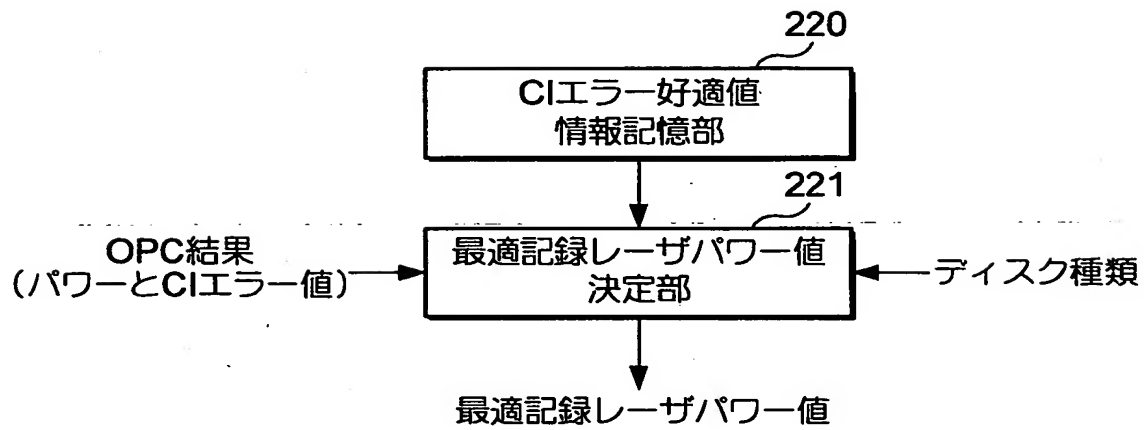 220
CIエラー好適値
情報記憶部
221
OPC結果
(パワーとCIエラー値)
最適記録レーザパワー値
決定部
ディスク種類
最適記録レーザパワー値